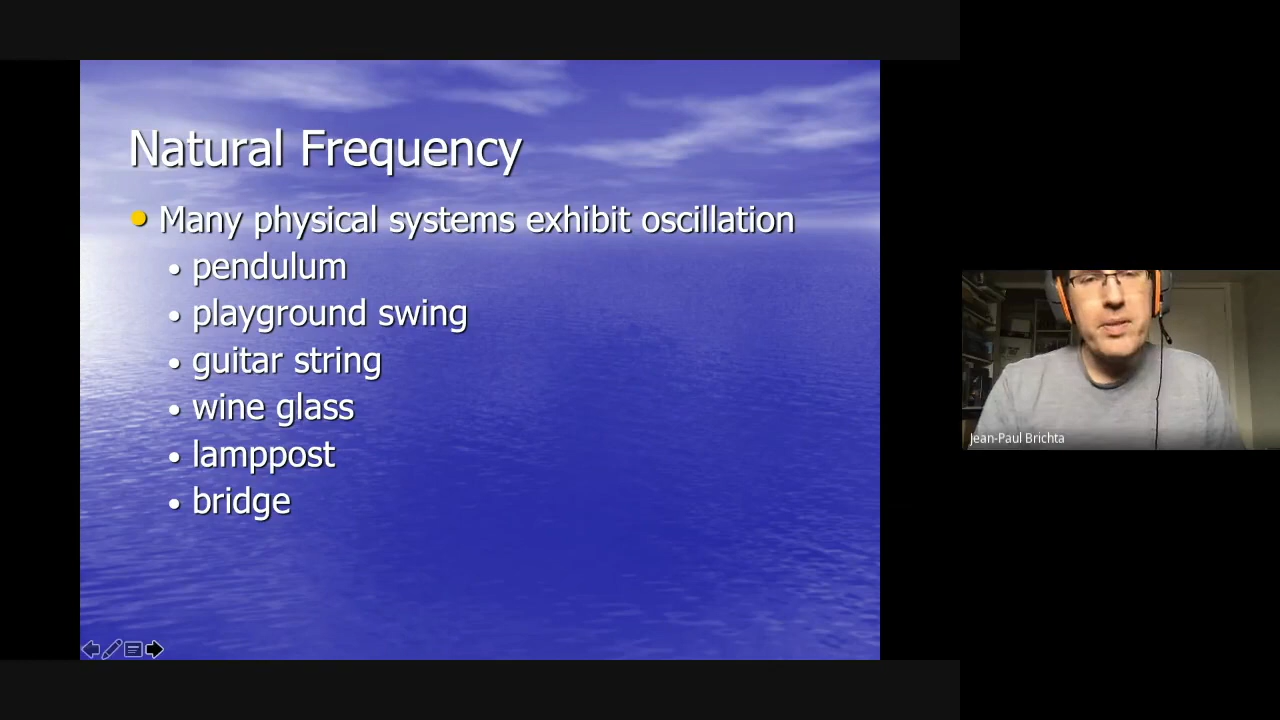 Natural Frequency
Many physical systems exhibit oscillation
pendulum
playground swing
guitar string
wine glass
lamppost
bridge
Jean-Paul Brichta